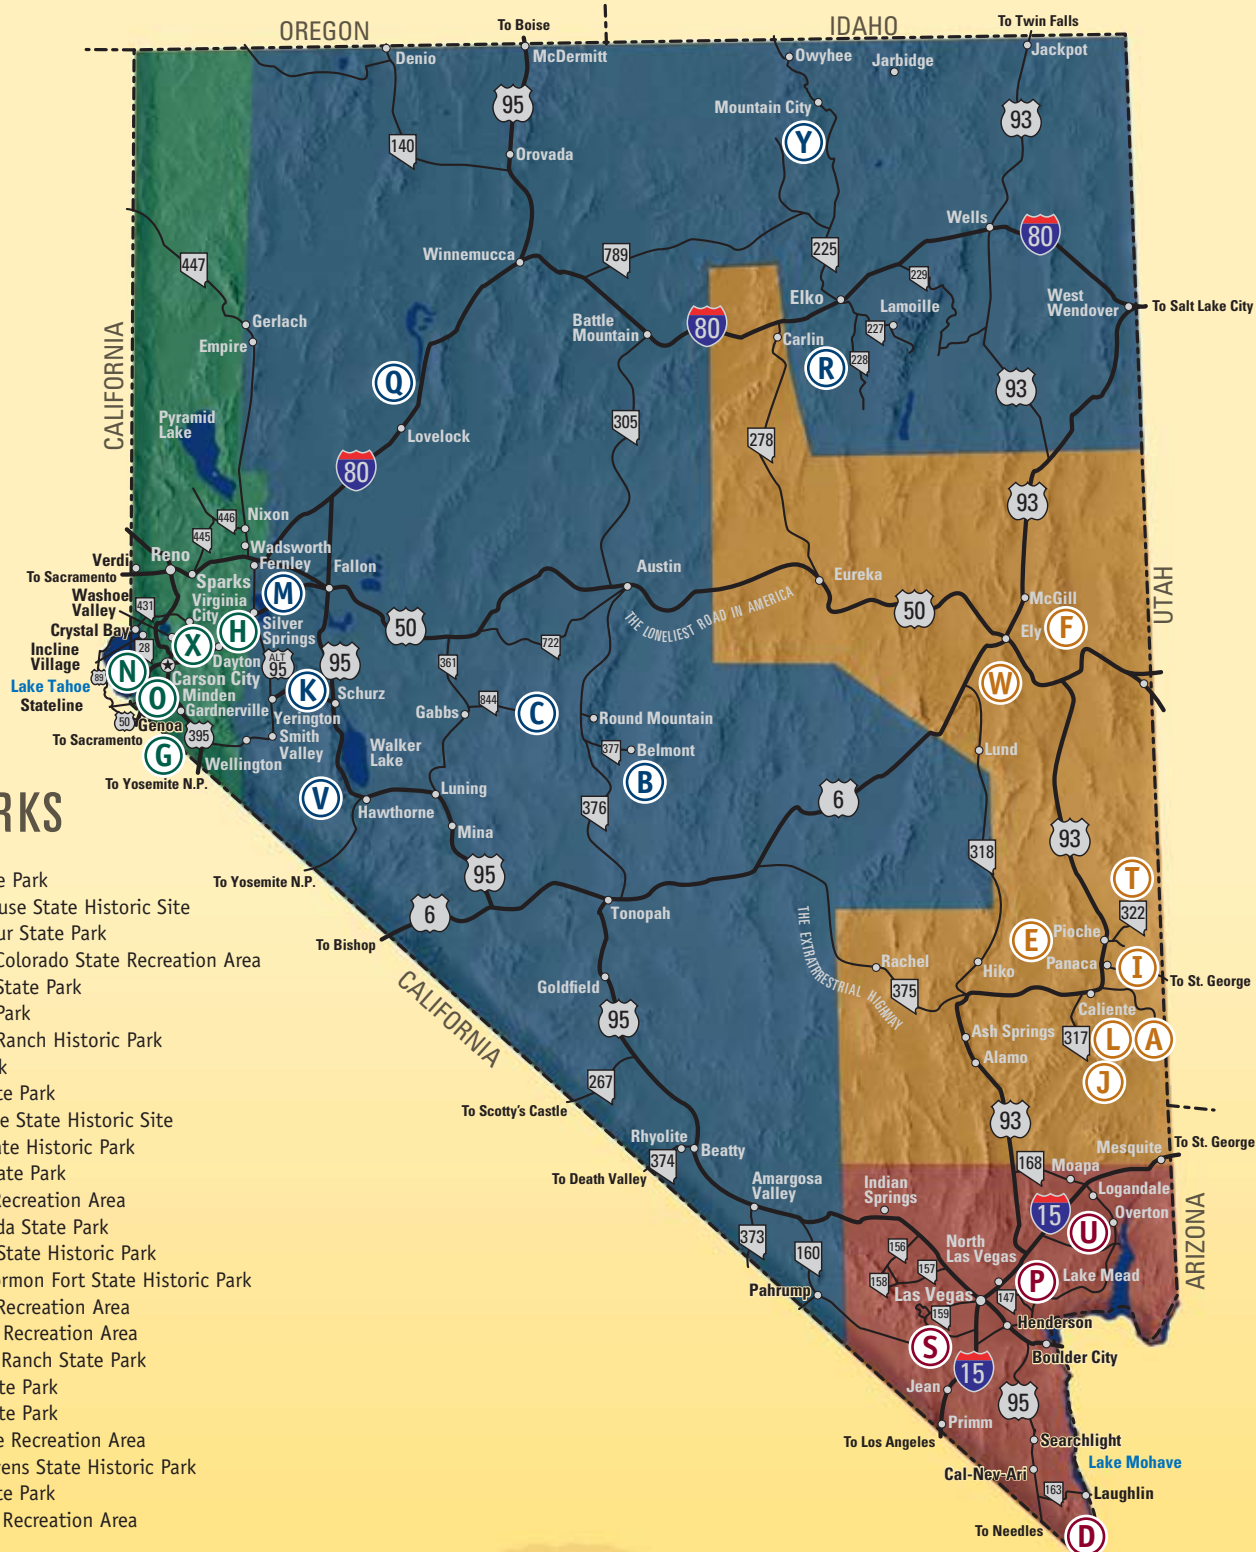 OREGON
To Boise
IDAHO
To Twin Falls
Denio
McDermitt
Owyhee
Jarbidge
Jackpot
95
Mountain City
93
140
Y
Orovada
Wells
80
Winnemucca
789
225
447
229
Elko
Lamoille
West
Wendover
To Salt Lake City
Gerlach
Battle
Mountain
80
227
Empire
Carlin
R
228
CALIFORNIA
Q
93
Pyramid
Lake
305
Lovelock
278
80
93
446
Nixon
445
Wadsworth
Verdi
Reno
Fernley
Fallon
Austin
Eureka
UTAH
To Sacramento
Sparks
Washoe
Valley
431
Virginia
City
M
THE LONELIEST ROAD IN AMERICA
50
McGill
Crystal Bay
H
Silver
Springs
50
Ely
F
Incline
Village
28
X
722
Dayton
ALT
95
95
361
N
Carson City
89
Lake Tahoe
K
W
Stateline
O
Minden
Gardnerville
Schurz
844
C
50
Genoa
Yerington
Gabbs
Round Mountain
To Sacramento
395
Smith
Valley
Walker
Lake
377
Belmont
Lund
G
Wellington
B
To Yosemite N.P.
V
Luning
6
Hawthorne
376
RKS
Mina
93
318
95
To Yosemite N.P.
T
6
Tonopah
322
To Bishop
THE EXTRATERRESTRIAL HIGHWAY
E
Pioche
Rachel
Hiko
Panaca
I
To St. George
CALIFORNIA
Goldfield
375
Caliente
95
Ash Springs
317
L
A
Alamo
J
267
To Scotty's Castle
93
Rhyolite
Beatty
Mesquite
To St. George
374
168
Moapa
To Death Valley
Amargosa
Valley
Indian
Springs
Logandale
15
Overton
ARIZONA
373
160
156
North
Las Vegas
U
157
158
P
Lake Mead
Pahrump
Las Vegas
147
159
Henderson
S
Boulder City
15
Jean
95
Primm
To Los Angeles
Searchlight
Lake Mohave
Cal-Nev-Ari
163
Laughlin
To Needles
D
e Park
use State Historic Site
ur State Park
Colorado State Recreation Area
State Park
Park
Ranch Historic Park
k
te Park
e State Historic Site
ate Historic Park
ate Park
Recreation Area
da State Park
State Historic Park
ormon Fort State Historic Park
Recreation Area
Recreation Area
Ranch State Park
te Park
te Park
e Recreation Area
vens State Historic Park
te Park
Recreation Area